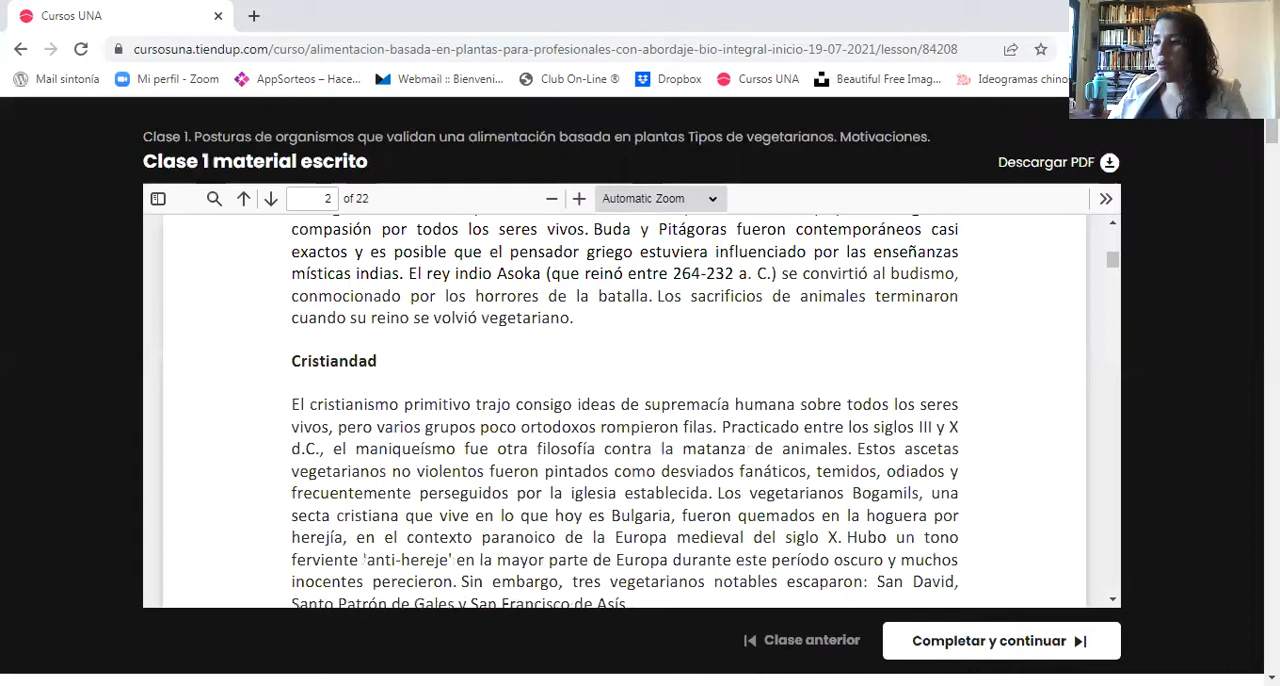 Cursos UNA
cursosuna.tiendup.com/curso/alimentacion-basada-en-plantas-para-profesionales-con-abordaje-bio-integral-inicio-19-07-2021/lesson/84208
Mail sintonía Mi perfil - Zoom AppSorteos – Hace... Webmail :: Bienveni... Club On-Line ® Dropbox Cursos UNA Beautiful Free Imag... Ideogramas chino
Clase 1. Posturas de organismos que validan una alimentación basada en plantas Tipos de vegetarianos. Motivaciones.
Clase 1 material escrito Descargar PDF
2 of 22 Automatic Zoom
compasión por todos los seres vivos. Buda y Pitágoras fueron contemporáneos casi
exactos y es posible que el pensador griego estuviera influenciado por las enseñanzas
místicas indias. El rey indio Asoka (que reinó entre 264-232 a. C.) se convirtió al budismo,
conmocionado por los horrores de la batalla. Los sacrificios de animales terminaron
cuando su reino se volvió vegetariano.
Cristiandad
El cristianismo primitivo trajo consigo ideas de supremacía humana sobre todos los seres
vivos, pero varios grupos poco ortodoxos rompieron filas. Practicado entre los siglos III y X
d.C., el maniqueísmo fue otra filosofía contra la matanza de animales. Estos ascetas
vegetarianos no violentos fueron pintados como desviados fanáticos, temidos, odiados y
frecuentemente perseguidos por la iglesia establecida. Los vegetarianos Bogamils, una
secta cristiana que vive en lo que hoy es Bulgaria, fueron quemados en la hoguera por
herejía, en el contexto paranoico de la Europa medieval del siglo X. Hubo un tono
ferviente 'anti-hereje' en la mayor parte de Europa durante este período oscuro y muchos
inocentes perecieron. Sin embargo, tres vegetarianos notables escaparon: San David,
Santo Patrón de Gales y San Francisco de Asís.
Clase anterior Completar y continuar